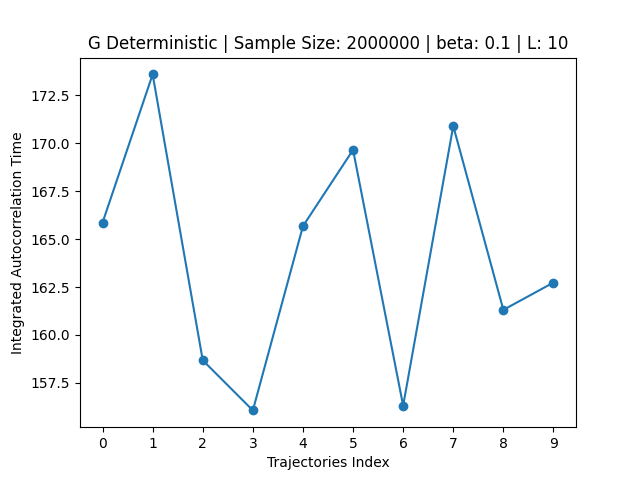 G Deterministic | Sample Size: 2000000 | beta: 0.1 | L: 10
Integrated Autocorrelation Time
172.5
170.0
167.5
165.0
162.5
160.0
157.5
0 1 2 3 4 5 6 7 8 9
Trajectories Index